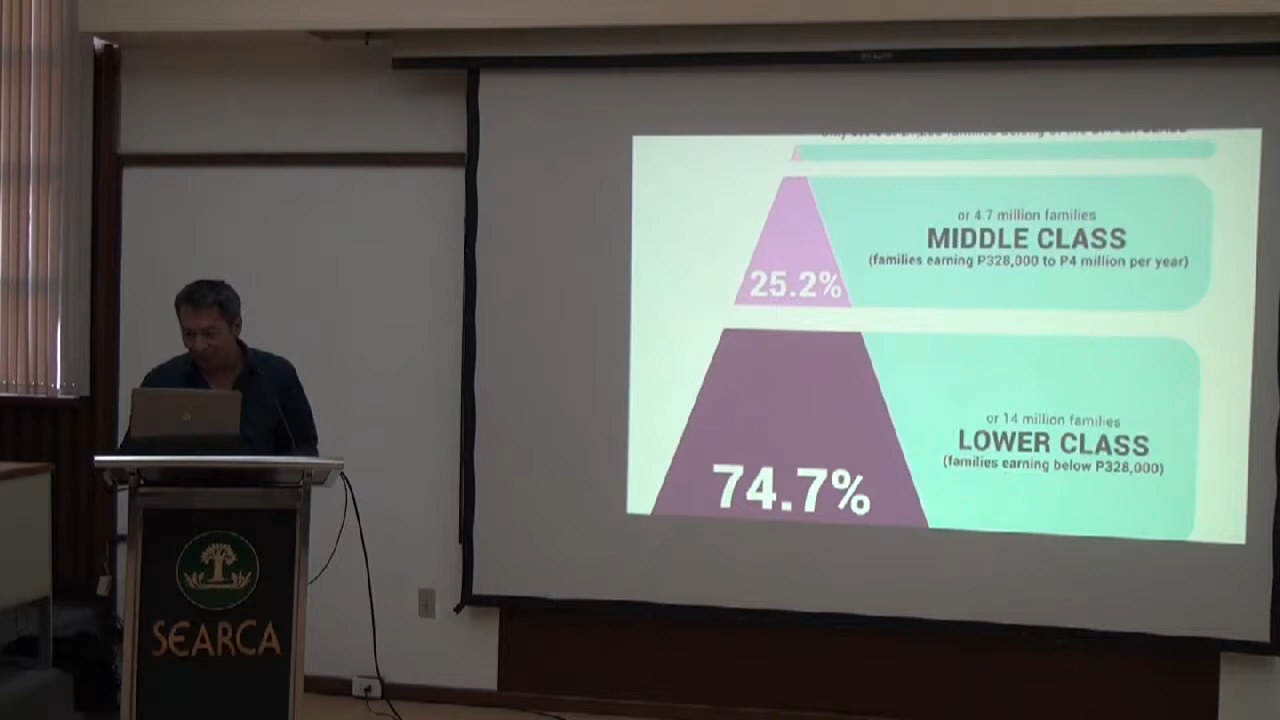 or 4.7 million families
MIDDLE CLASS
(families earning P328,000 to P4 million per year)
25.2%
or 14 million families
LOWER CLASS
(families earning below P328,000)
74.7%
SEARCA